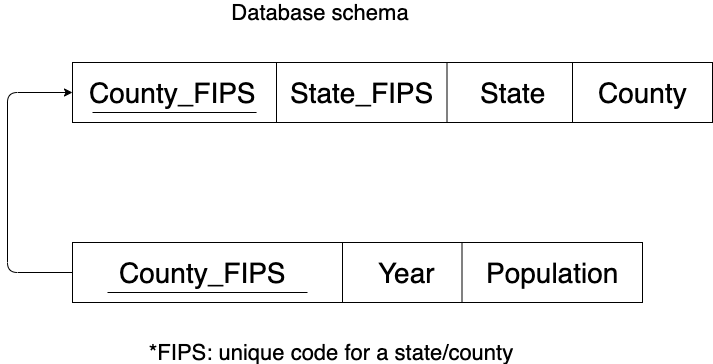 Database schema
County_FIPS State_FIPS State County
County_FIPS Year Population
*FIPS: unique code for a state/county